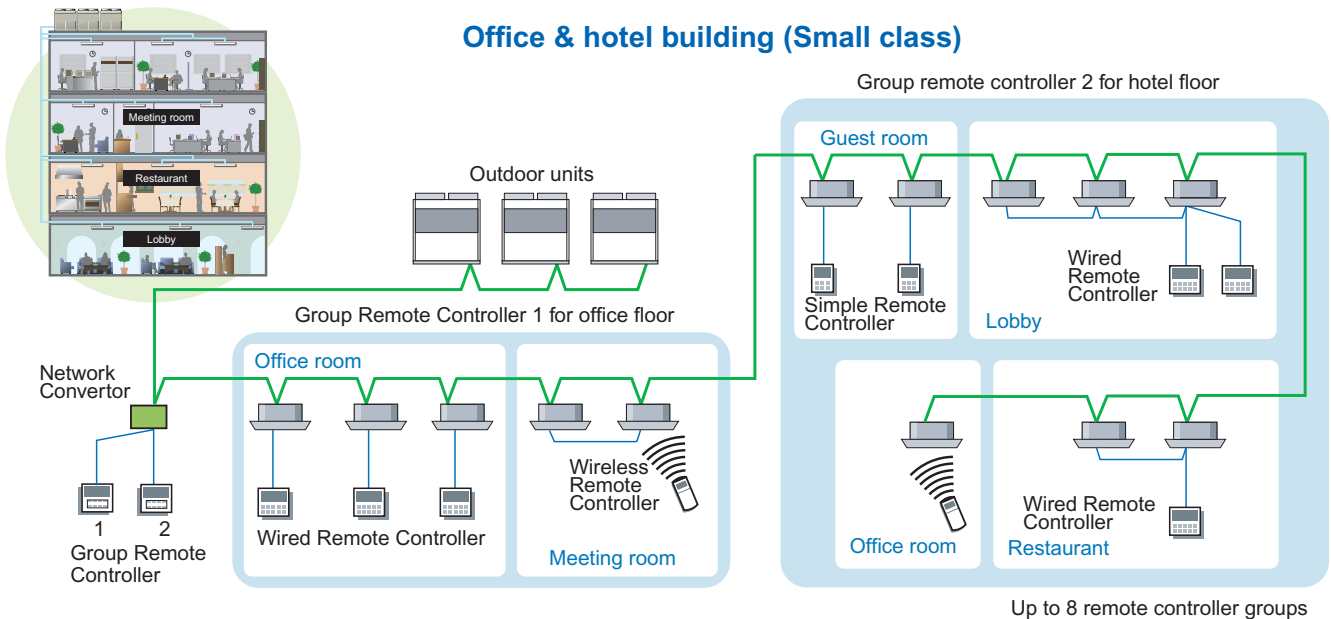 Office & hotel building (Small class)
Meeting room
Restaurant
Lobby
Outdoor units
Group Remote Controller 1 for office floor
Network
Convertor
1
2
Group Remote
Controller
Office room
Wired Remote Controller
Wireless
Remote
Controller
Meeting room
Group remote controller 2 for hotel floor
Guest room
Simple Remote
Controller
Wired
Remote
Controller
Lobby
Office room
Wired Remote
Controller
Restaurant
Up to 8 remote controller groups